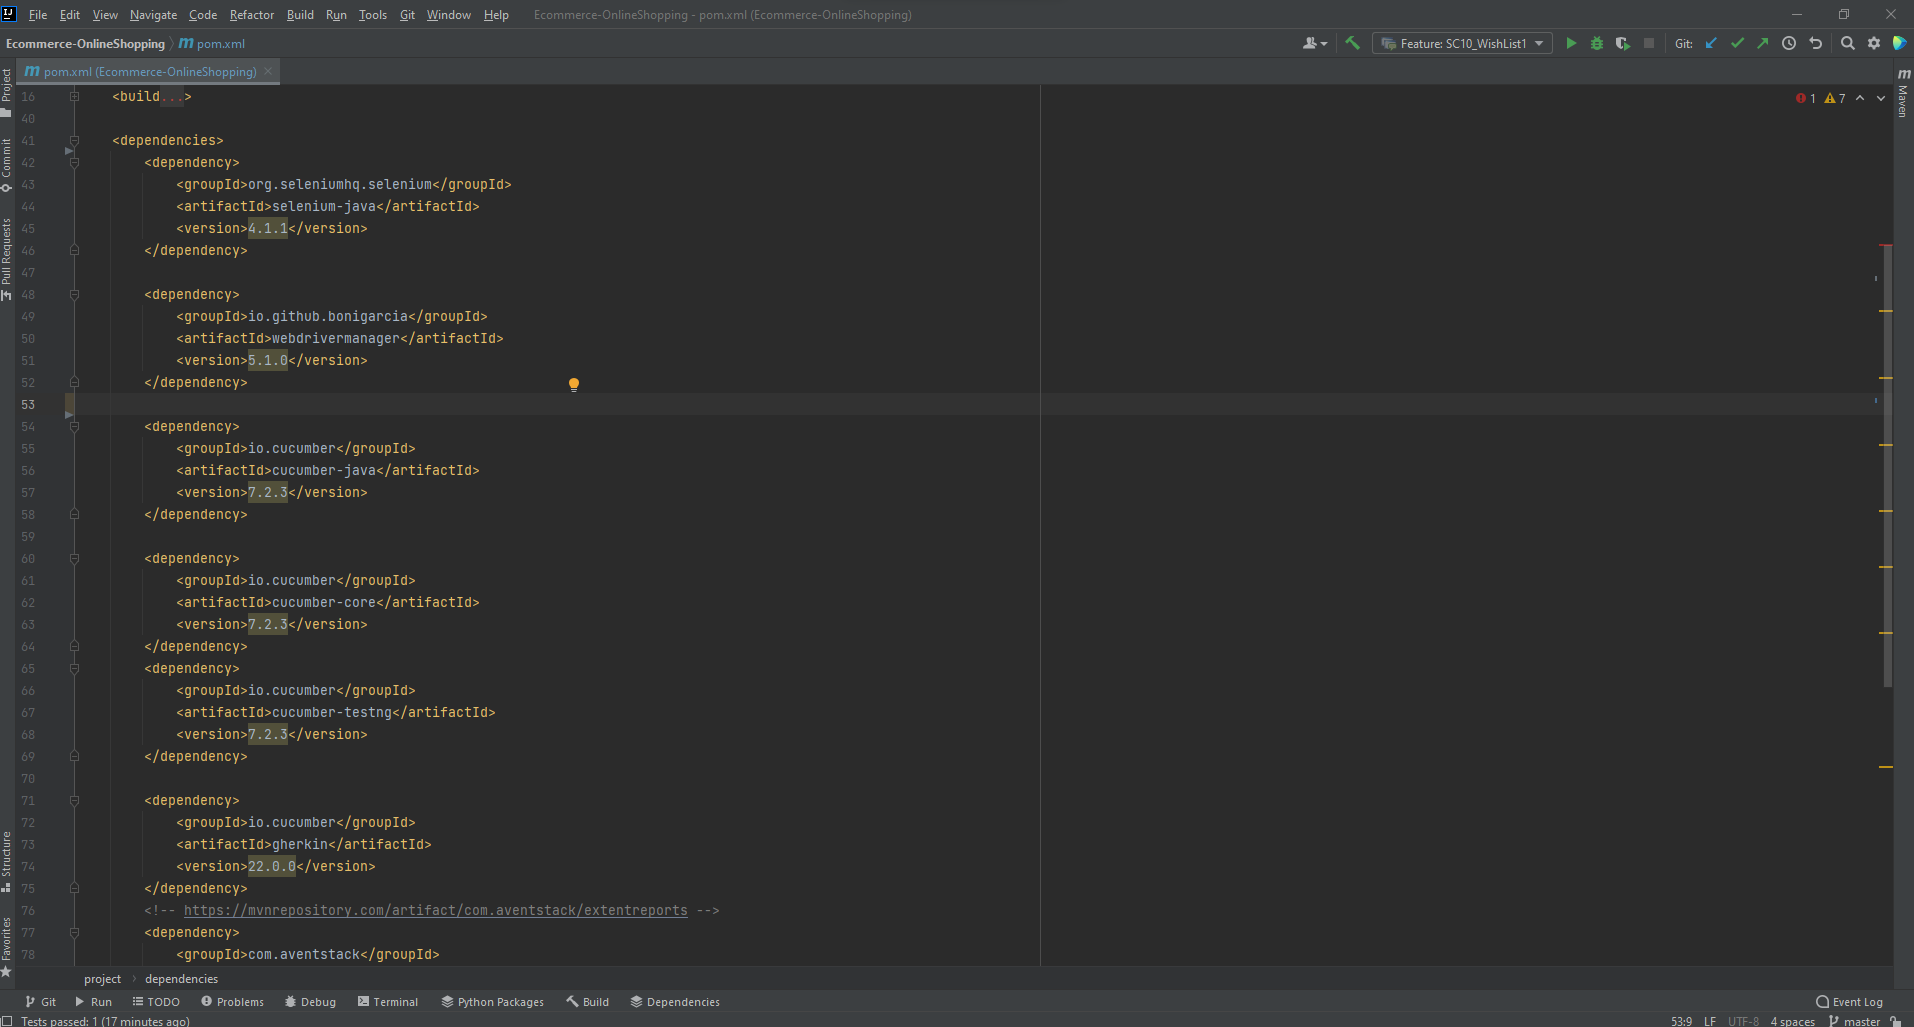 File Edit View Navigate Code Refactor Build Run Tools Git Window Help Ecommerce-OnlineShopping - pom.xml (Ecommerce-OnlineShopping)
Ecommerce-OnlineShopping pom.xml Feature: SC10_WishList1 Git:
pom.xml (Ecommerce-OnlineShopping)
Project
Commit
Pull Requests
Structure
Favorites
Maven
1 7
16 <build...>
40
41 <dependencies>
42 <dependency>
43 <groupId>org.seleniumhq.selenium</groupId>
44 <artifactId>selenium-java</artifactId>
45 <version>4.1.1</version>
46 </dependency>
47
48 <dependency>
49 <groupId>io.github.bonigarcia</groupId>
50 <artifactId>webdrivermanager</artifactId>
51 <version>5.1.0</version>
52 </dependency>
53
54 <dependency>
55 <groupId>io.cucumber</groupId>
56 <artifactId>cucumber-java</artifactId>
57 <version>7.2.3</version>
58 </dependency>
59
60 <dependency>
61 <groupId>io.cucumber</groupId>
62 <artifactId>cucumber-core</artifactId>
63 <version>7.2.3</version>
64 </dependency>
65 <dependency>
66 <groupId>io.cucumber</groupId>
67 <artifactId>cucumber-testng</artifactId>
68 <version>7.2.3</version>
69 </dependency>
70
71 <dependency>
72 <groupId>io.cucumber</groupId>
73 <artifactId>gherkin</artifactId>
74 <version>22.0.0</version>
75 </dependency>
76 <!-- https://mvnrepository.com/artifact/com.aventstack/extentreports -->
77 <dependency>
78 <groupId>com.aventstack</groupId>
project dependencies
Git Run TODO Problems Debug Terminal Python Packages Build Dependencies Event Log
Tests passed: 1 (17 minutes ago) 53:9 LF UTF-8 4 spaces master